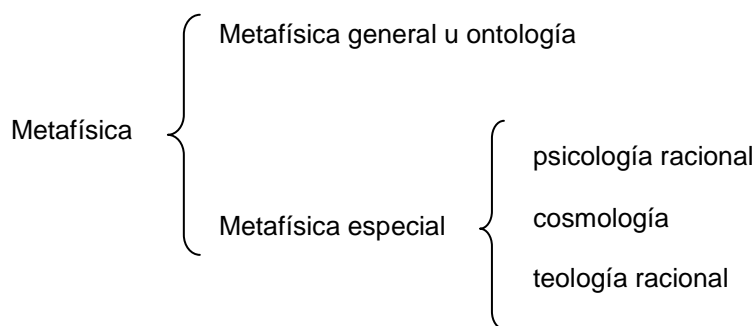 Metafísica general u ontología
Metafísica
psicología racional
Metafísica especial
cosmología
teología racional